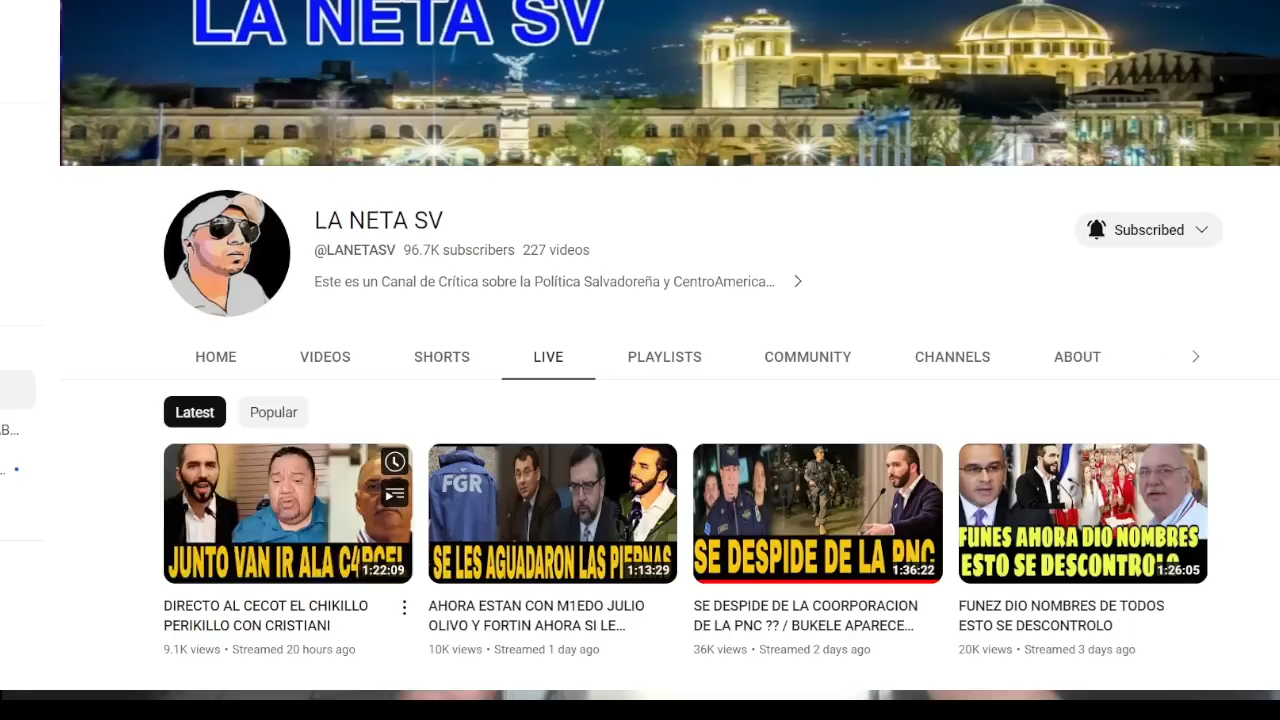 LA NETA SV
LA NETA SV
@LANETASV 96.7K subscribers 227 videos
Subscribed
Este es un Canal de Crítica sobre la Política Salvadoreña y CentroAmerica...
HOME VIDEOS SHORTS LIVE PLAYLISTS COMMUNITY CHANNELS ABOUT
Latest Popular
AB...
JUNTO VAN IR ALA C4RCEL
1:22:09
FGR
SE LES AGUADARON LAS PIERNAS
1:13:29
SE DESPIDE DE LA PNC
1:36:22
FUNES AHORA DIO NOMBRES
ESTO SE DESCONTROLO
1:26:05
DIRECTO AL CECOT EL CHIKILLO
PERIKILLO CON CRISTIANI
9.1K views • Streamed 20 hours ago
AHORA ESTAN CON M1EDO JULIO
OLIVO Y FORTIN AHORA SI LE...
10K views • Streamed 1 day ago
SE DESPIDE DE LA COORPORACION
DE LA PNC ?? / BUKELE APARECE...
36K views • Streamed 2 days ago
FUNEZ DIO NOMBRES DE TODOS
ESTO SE DESCONTROLO
20K views • Streamed 3 days ago